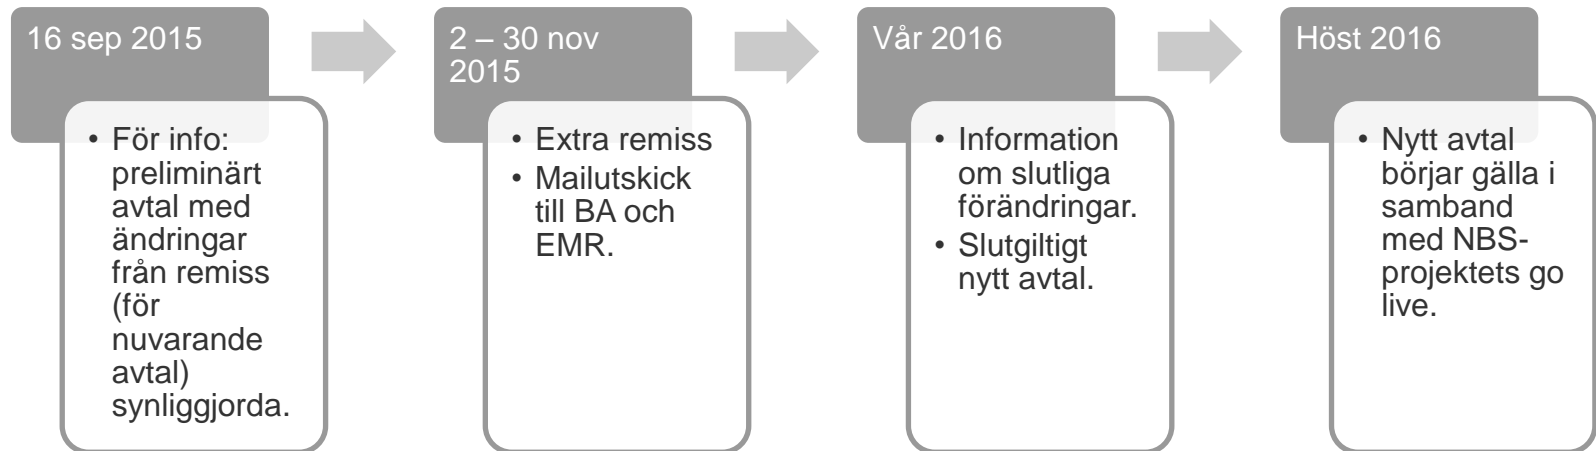 16 sep 2015
• För info:
preliminärt
avtal med
ändringar
från remiss
(för
nuvarande
avtal)
synliggjorda.
2 – 30 nov
2015
• Extra remiss
• Mailutskick
till BA och
EMR.
Vår 2016
• Information
om slutliga
förändringar.
• Slutgiltigt
nytt avtal.
Höst 2016
• Nytt avtal
börjar gälla i
samband
med NBS-
projektets go
live.